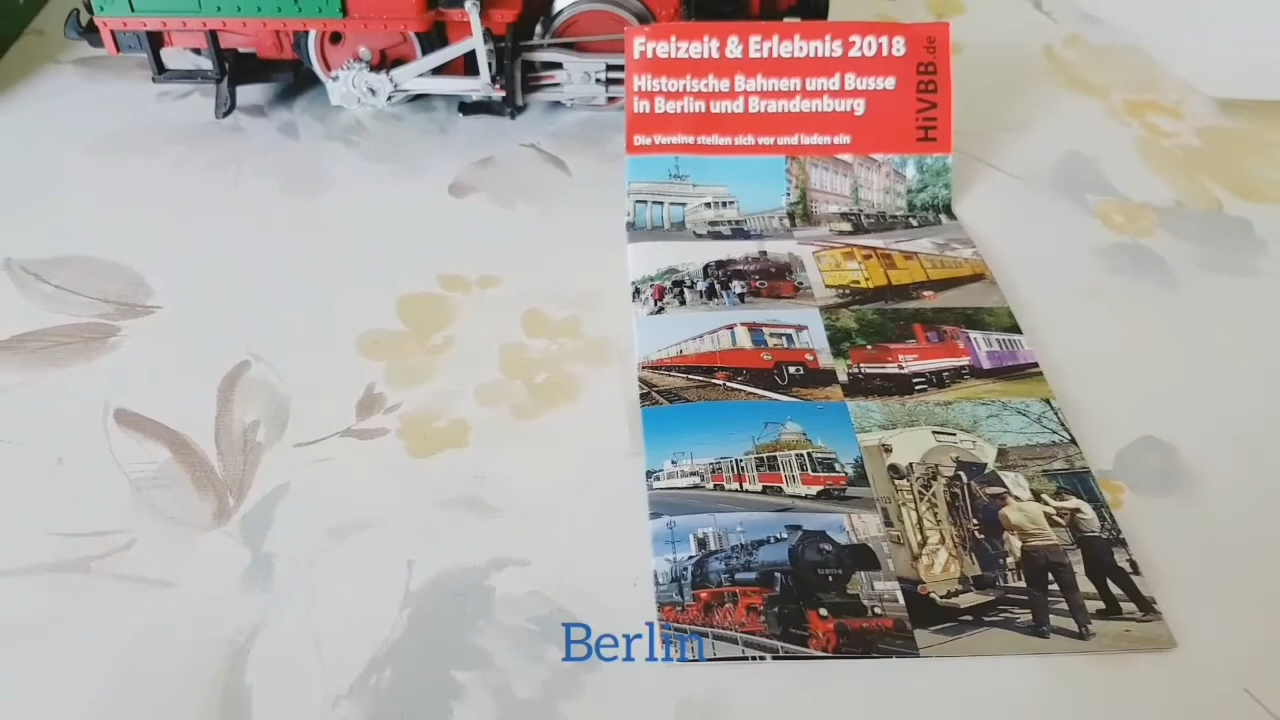 Freizeit & Erlebnis 2018
Historische Bahnen und Busse
in Berlin und Brandenburg
Die Vereine stellen sich vor und laden ein
HiVBB.de
Berlin